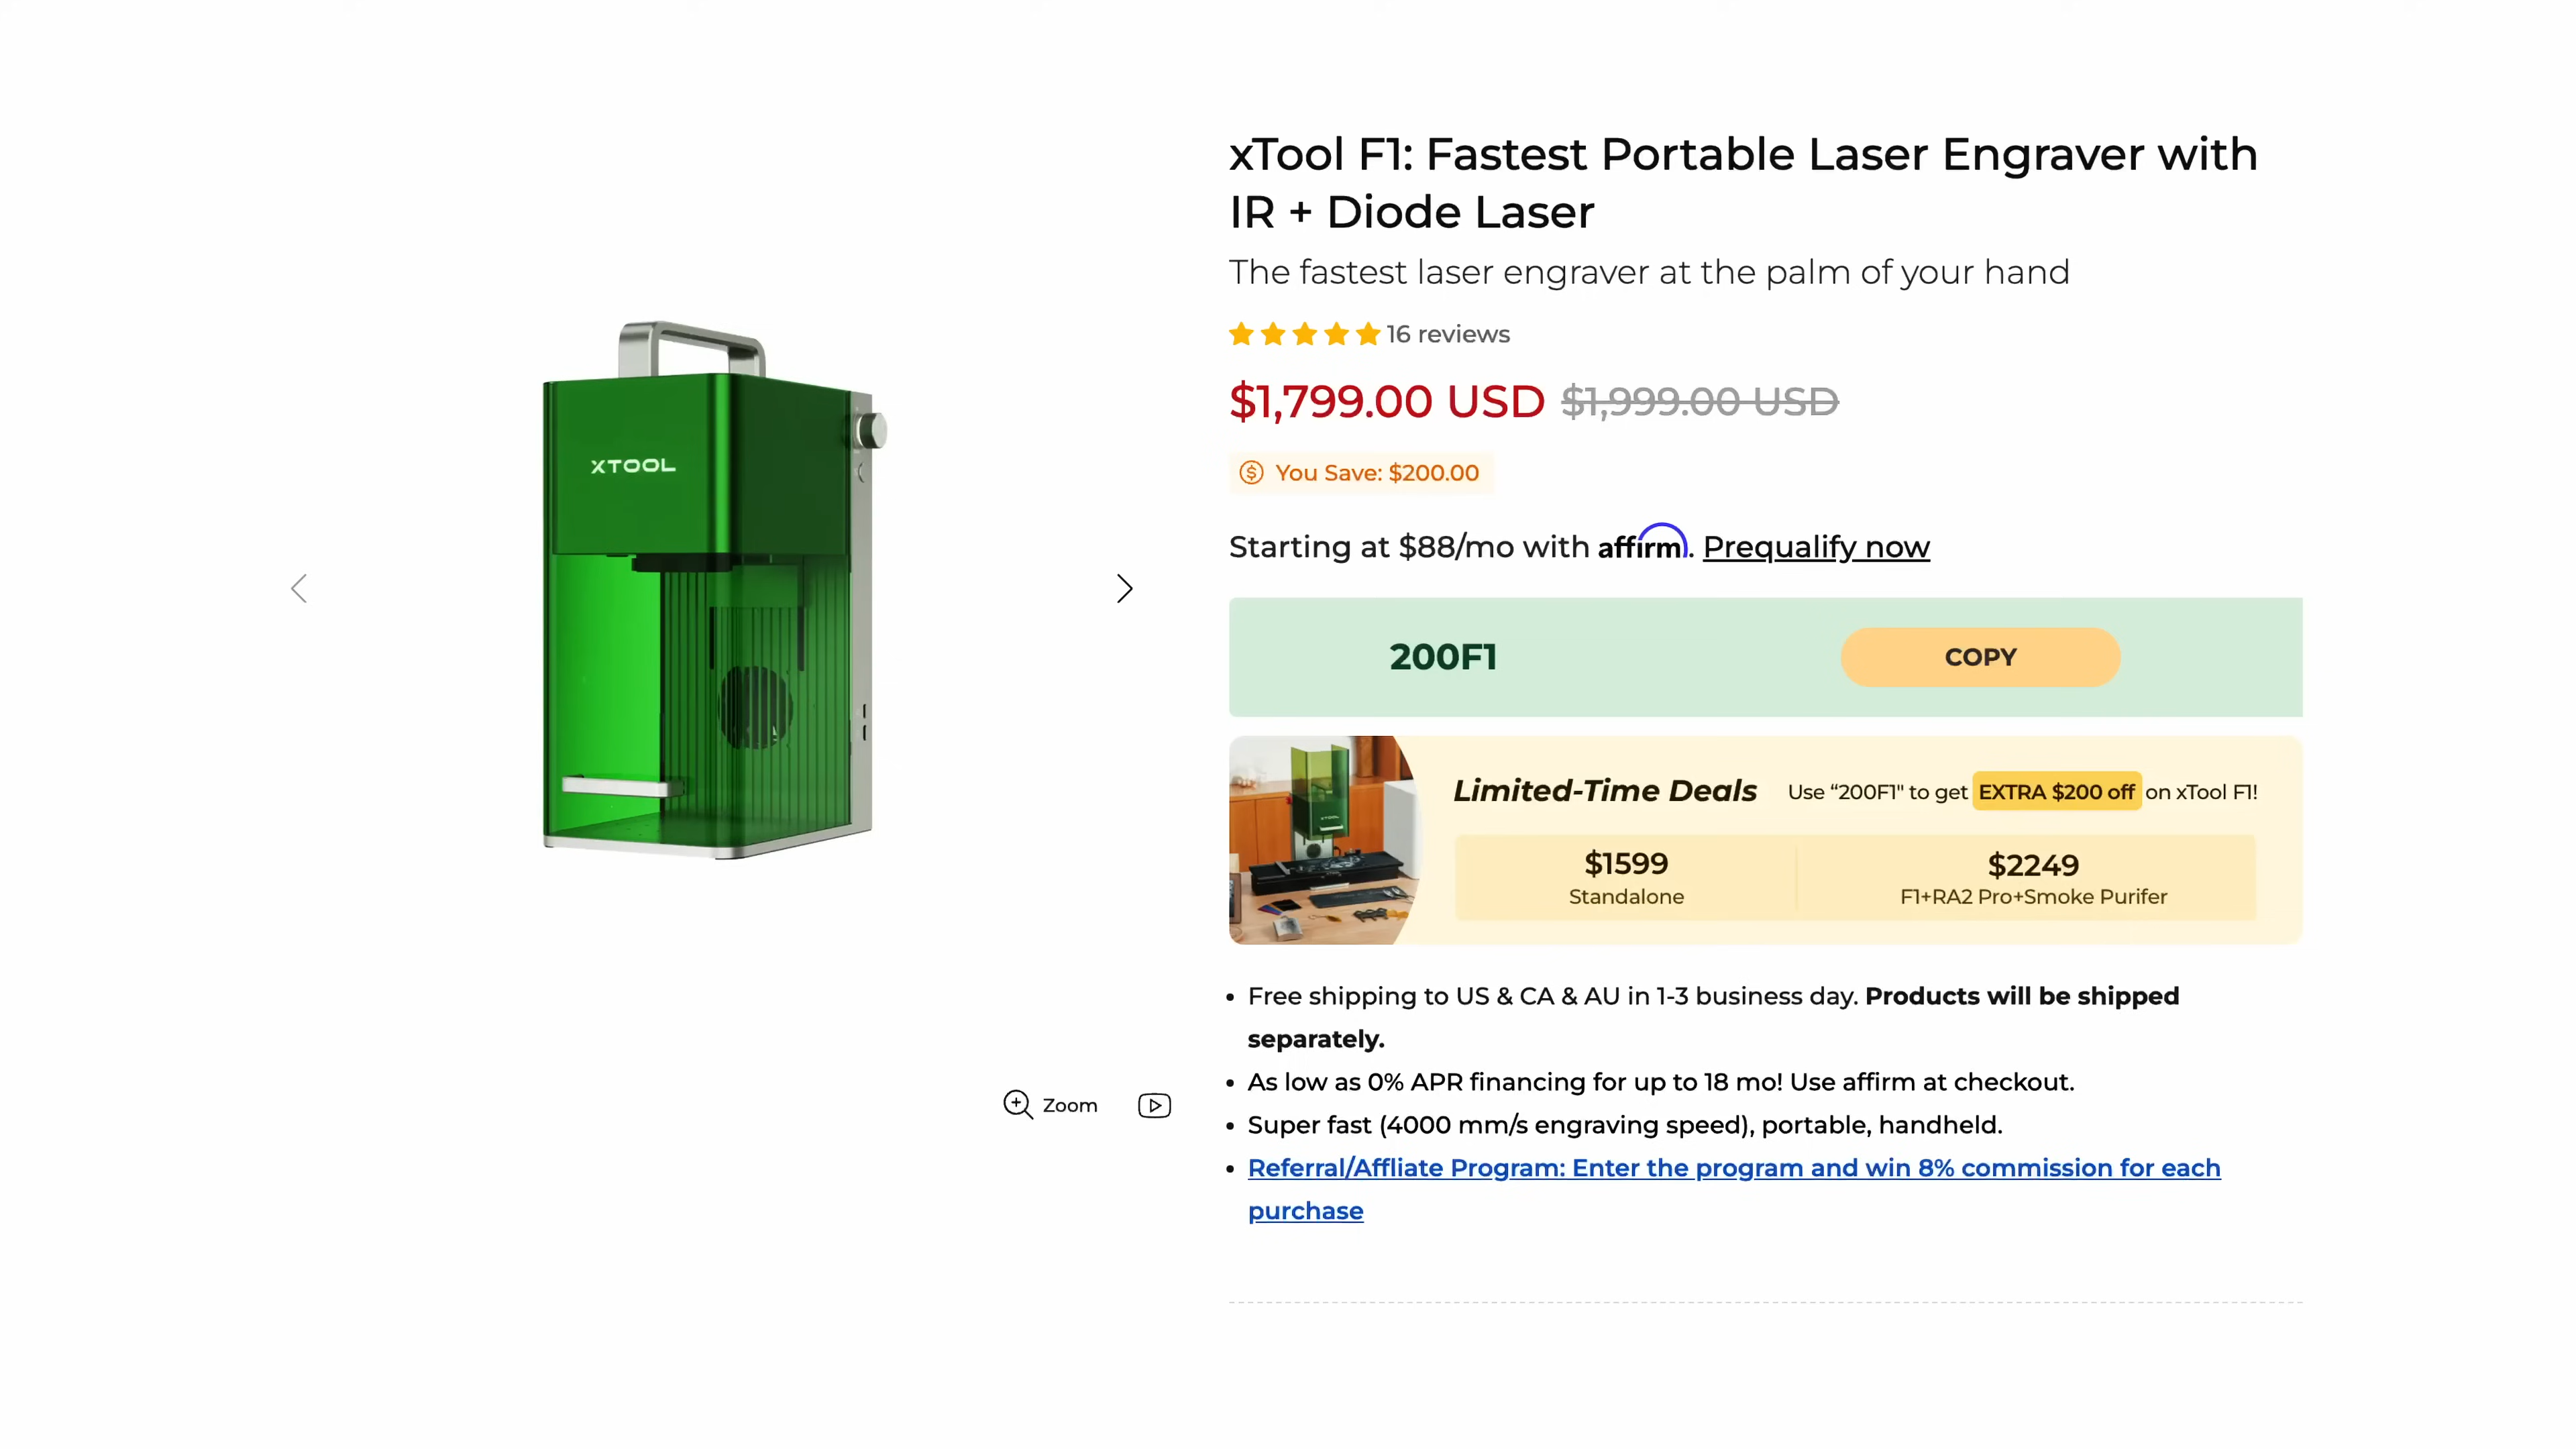 xTool F1: Fastest Portable Laser Engraver with
IR + Diode Laser
The fastest laser engraver at the palm of your hand
16 reviews
$1,799.00 USD $1,999.00 USD
You Save: $200.00
Starting at $88/mo with affirm. Prequalify now
XTOOL
200F1 COPY
Limited-Time Deals Use “200F1" to get EXTRA $200 off on xTool F1!
$1599 $2249
Standalone F1+RA2 Pro+Smoke Purifer
Free shipping to US & CA & AU in 1-3 business day. Products will be shipped
separately.
As low as 0% APR financing for up to 18 mo! Use affirm at checkout.
Super fast (4000 mm/s engraving speed), portable, handheld.
Referral/Affliate Program: Enter the program and win 8% commission for each
purchase
Zoom